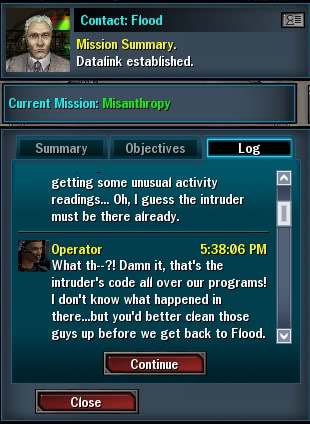 Contact: Flood
Mission Summary.
Datalink established.
Current Mission: Misanthropy
Summary
Objectives
Log
getting some unusual activity
readings... Oh, I guess the intruder
must be there already.
Operator 5:38:06 PM
What th--?! Damn it, that's the
intruder's code all over our programs!
I don't know what happened in
there...but you'd better clean those
guys up before we get back to Flood.
Continue
Close